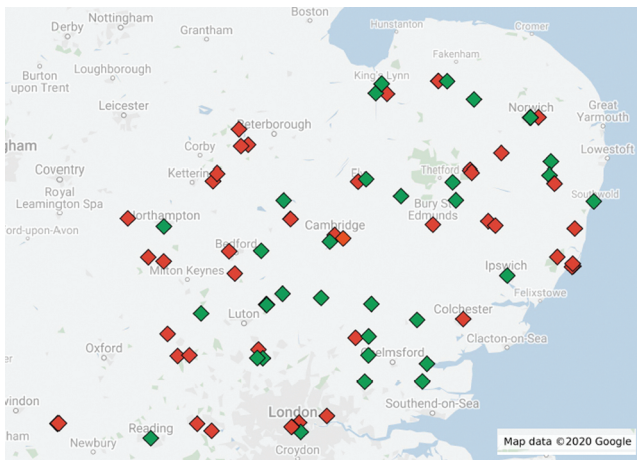 Boston
Nottingham
Derby
Grantham
Hunstanton
Cromer
Fakenham
King's Lynn
Loughborough
Burton
upon Trent
Norwich
Great
Yarmouth
Leicester
Peterborough
Lowestoft
Corby
gham
Coventry
Kettering
Thetford
Royal
Leamington Spa
Southwold
Bury St
Edmunds
Northampton
Cambridge
ord-upon-Avon
Bedford
Ipswich
Milton Keynes
Felixstowe
Luton
Colchester
Clacton-on-Sea
Oxford
Chelmsford
er
Southend-on-Sea
windon
London
Reading
ham
Newbury
Croydon
Map data ©2020 Google